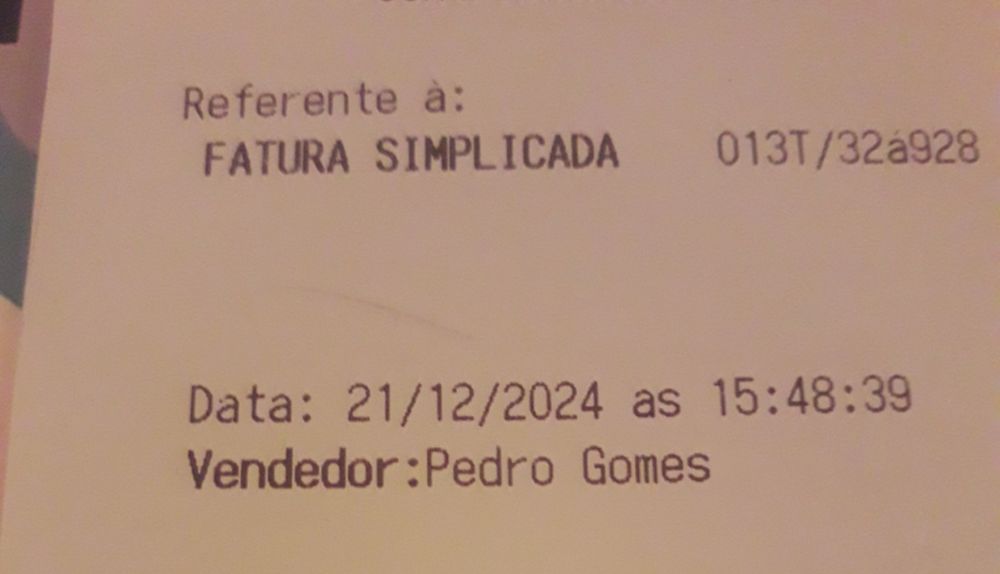 Referente à:
FATURA SIMPLICADA 013T/32á928
Data: 21/12/2024 as 15:48:39
Vendedor:Pedro Gomes